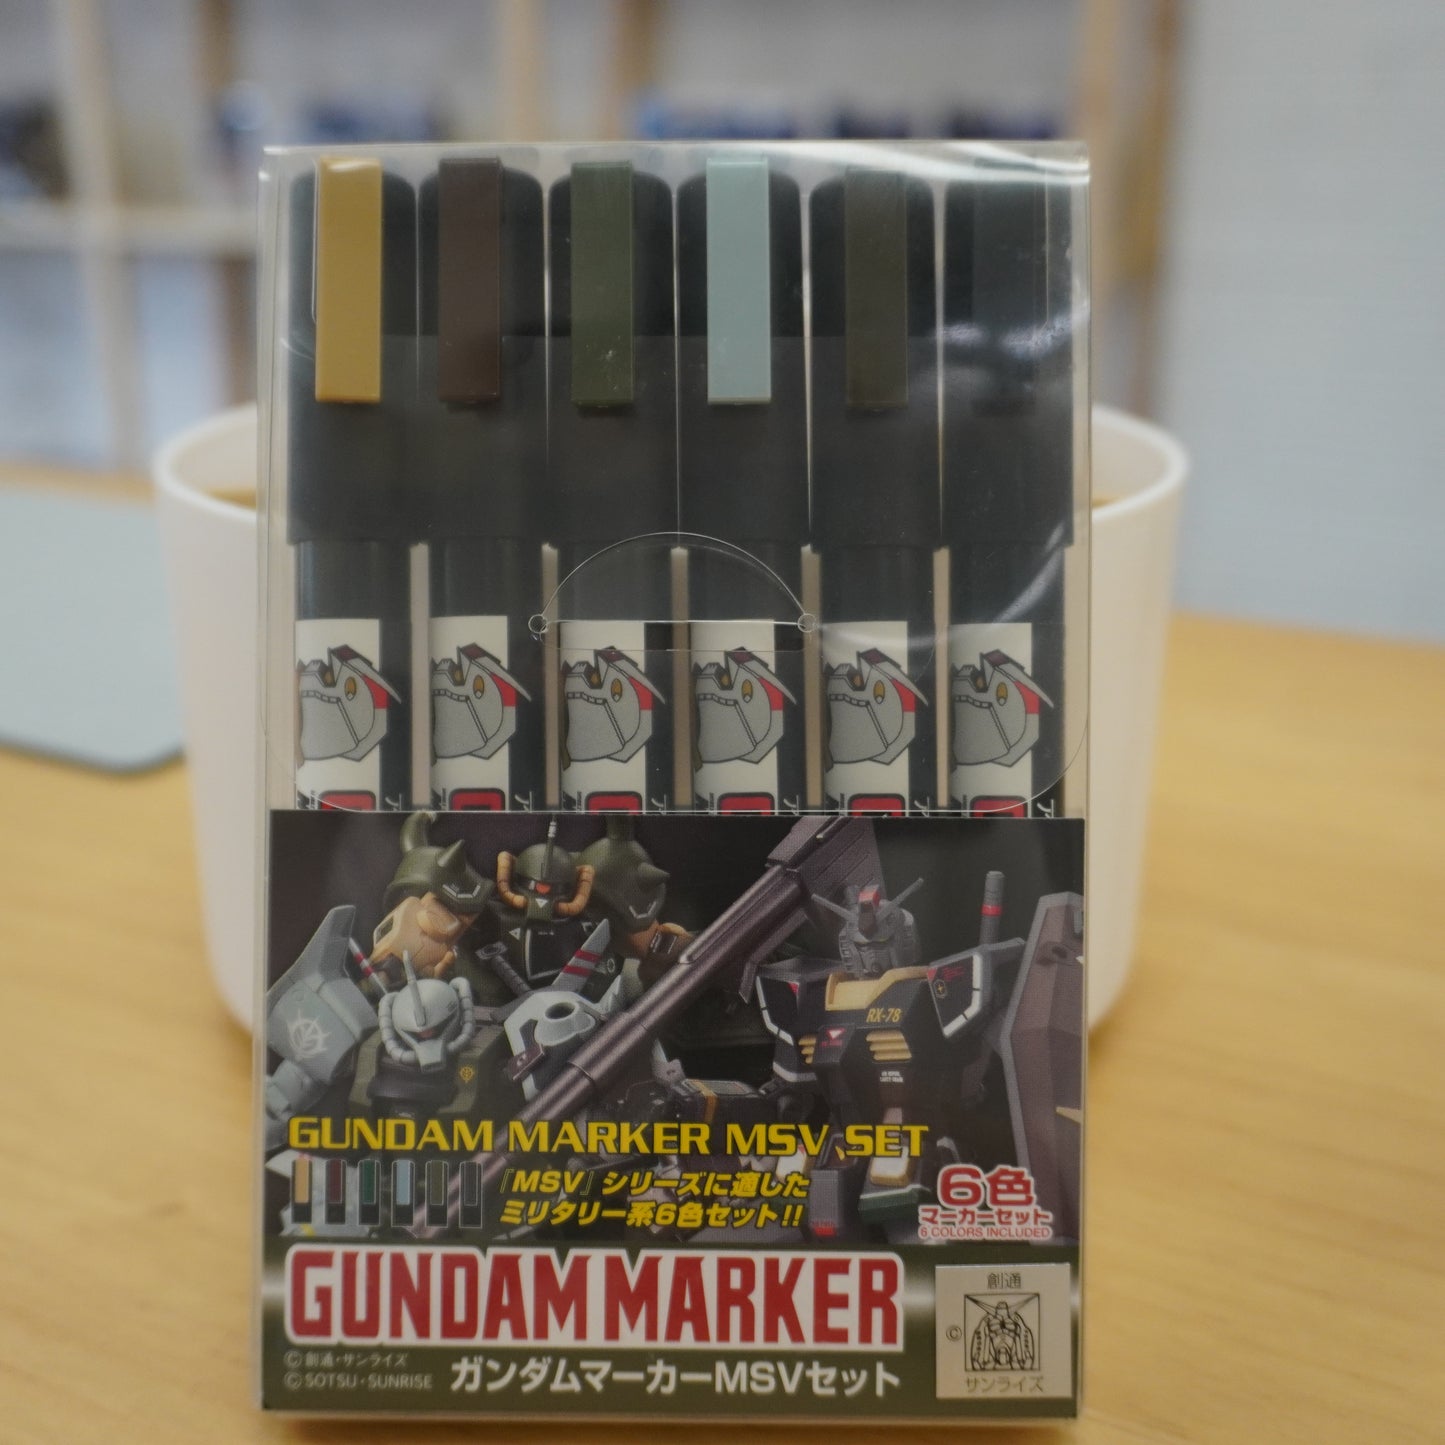 RX-78
GUNDAM MARKER MSV SET
『MSV』シリーズに適した
ミリタリー系6色セット!!
6色
マーカーセット
6 COLORS INCLUDED
GUNDAM MARKER
©創通・サンライズ
©SOTSU・SUNRISE
ガンダムマーカーMSVセット
創通
©
サンライズ